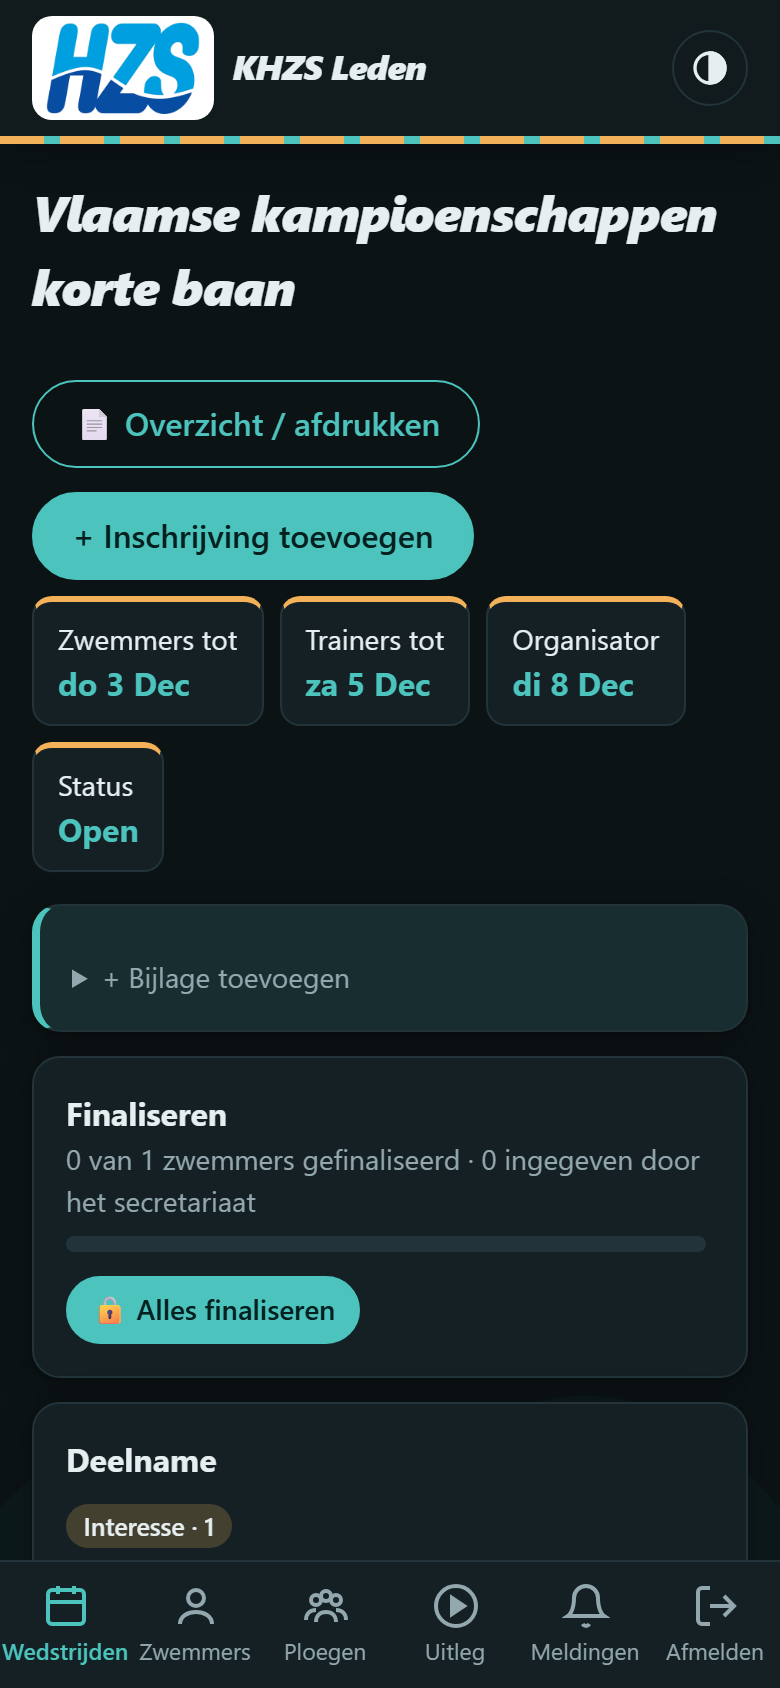 HZS
KHZS Leden
Vlaamse kampioenschappen
korte baan
Overzicht / afdrukken
+ Inschrijving toevoegen
Zwemmers tot
do 3 Dec
Trainers tot
za 5 Dec
Organisator
di 8 Dec
Status
Open
+ Bijlage toevoegen
Finaliseren
0 van 1 zwemmers gefinaliseerd · 0 ingegeven door
het secretariaat
Alles finaliseren
Deelname
Interesse · 1
Wedstrijden
Zwemmers
Ploegen
Uitleg
Meldingen
Afmelden